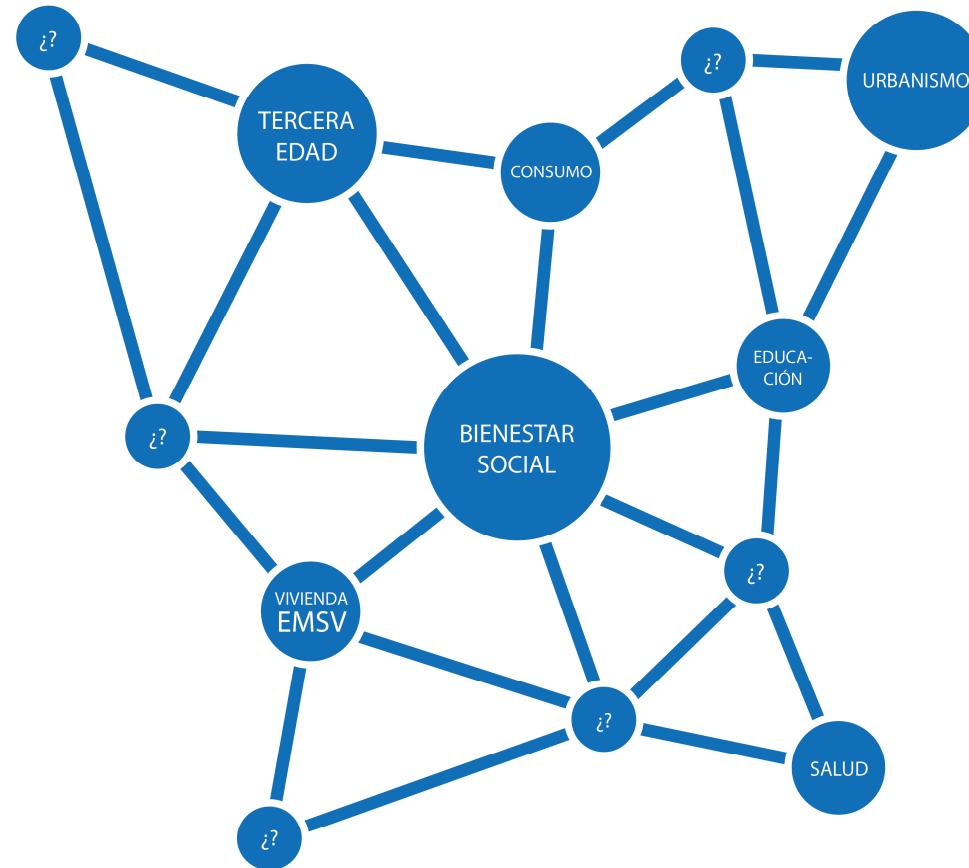 ¿?
¿?
URBANISMO
TERCERA
EDAD
CONSUMO
EDUCA-
CIÓN
¿?
BIENESTAR
SOCIAL
¿?
VIVIENDA
EMSV
¿?
SALUD
¿?